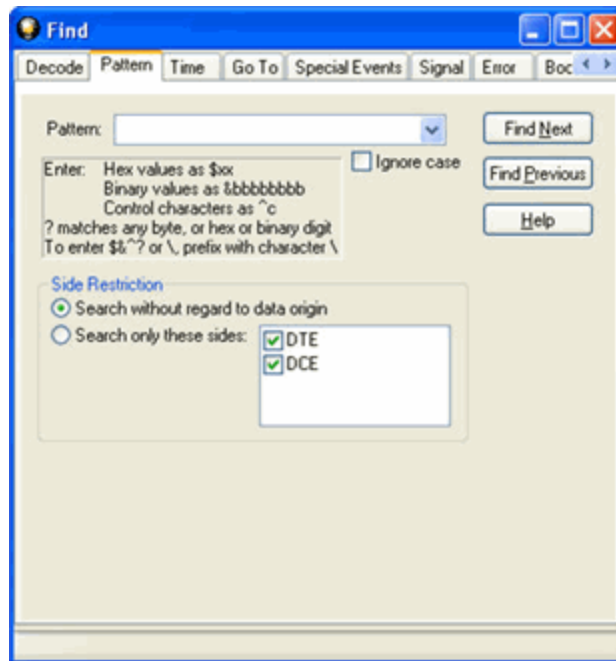 Find
Decode Pattern Time Go To Special Events Signal Error Boo
Pattern:
Find Next
Ignore case
Enter: Hex values as $xx
Binary values as &bbbbbbbb
Control characters as ^c
? matches any byte, or hex or binary digit
To enter $&^? or \, prefix with character \
Find Previous
Help
Side Restriction
Search without regard to data origin
Search only these sides:
DTE
DCE